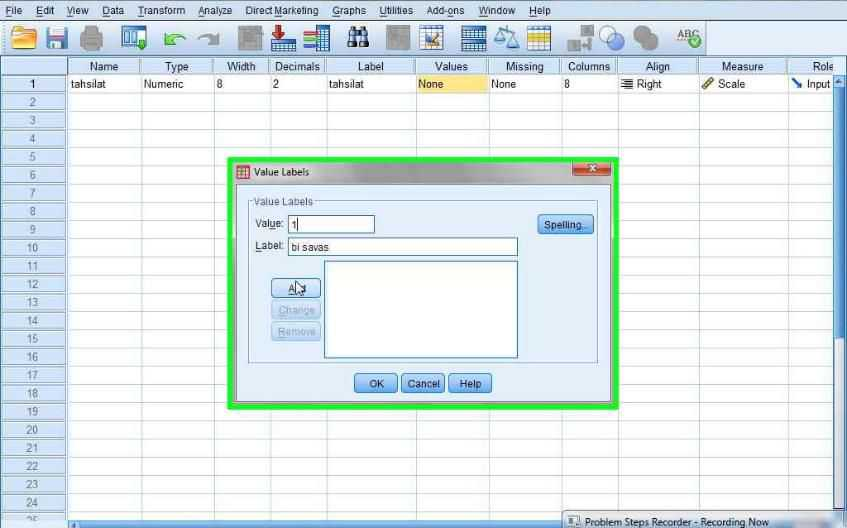 File Edit View Data Transform Analyze Direct Marketing Graphs Utilities Add-ons Window Help
ABC
Name Type Width Decimals Label Values Missing Columns Align Measure Role
1 tahsilat Numeric 8 2 tahsilat None None 8 Right Scale Input
2
3
4
5
6
7
8
9
10
11
12
13
14
15
16
17
18
19
20
21
22
23
24
25
Value Labels
Value Labels
Value: 1
Spelling...
Label: bi savas
Add
Change
Remove
OK Cancel Help
Problem Steps Recorder - Recording Now